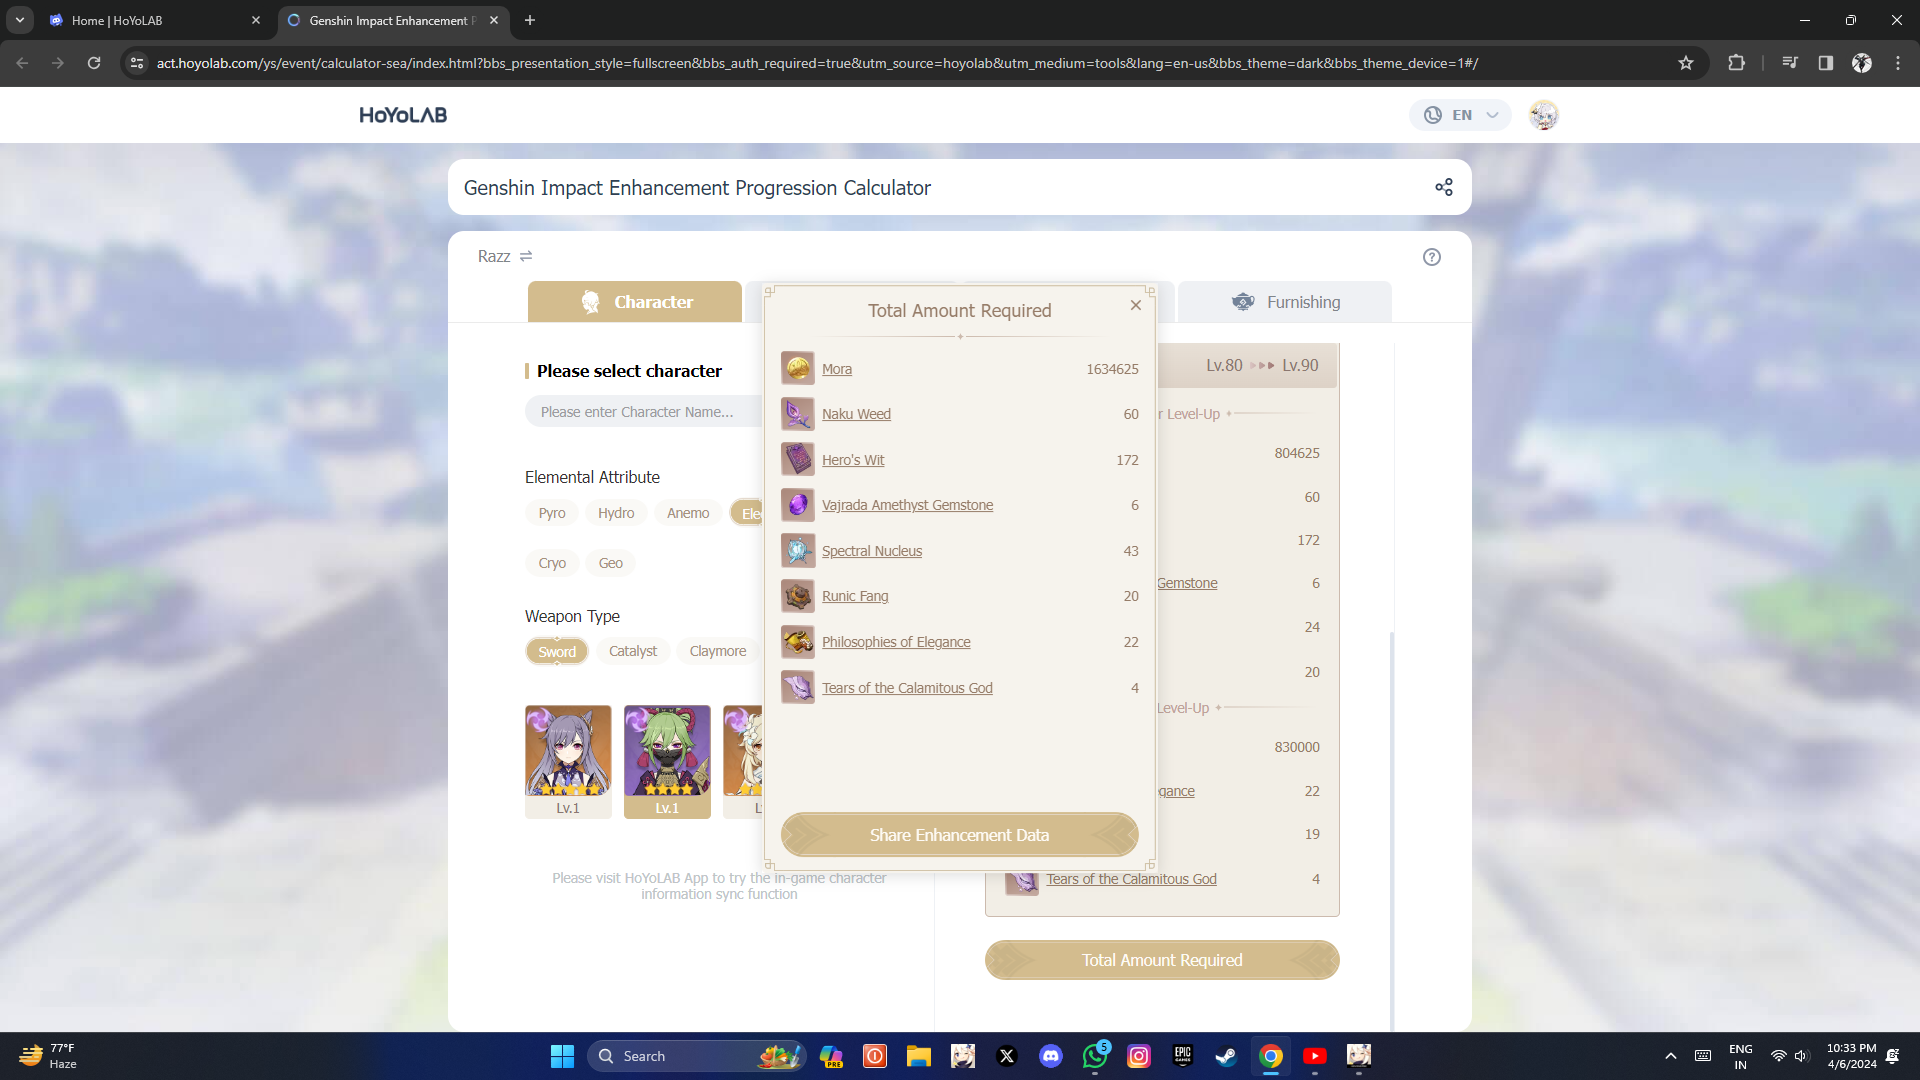 Home | HoYoLAB
Genshin Impact Enhancement P
act.hoyolab.com/ys/event/calculator-sea/index.html?bbs_presentation_style=fullscreen&bbs_auth_required=true&utm_source=hoyolab&utm_medium=tools&lang=en-us&bbs_theme=dark&bbs_theme_device=1#/
HoYoLAB
EN
Genshin Impact Enhancement Progression Calculator
Razz
Character
Furnishing
Please select character
Please enter Character Name...
Elemental Attribute
Pyro Hydro Anemo Ele
Cryo Geo
Weapon Type
Sword Catalyst Claymore
Lv.1 Lv.1 L
Please visit HoYoLAB App to try the in-game character
information sync function
Total Amount Required
Mora 1634625
Naku Weed 60
Hero's Wit 172
Vajrada Amethyst Gemstone 6
Spectral Nucleus 43
Runic Fang 20
Philosophies of Elegance 22
Tears of the Calamitous God 4
Share Enhancement Data
Lv.80 Lv.90
r Level-Up
804625
60
172
Gemstone 6
24
20
Level-Up
830000
egance 22
19
Tears of the Calamitous God 4
Total Amount Required
77°F
Haze
Search
PRE
5
EPIC
GAMES
ENG
IN
10:33 PM
4/6/2024